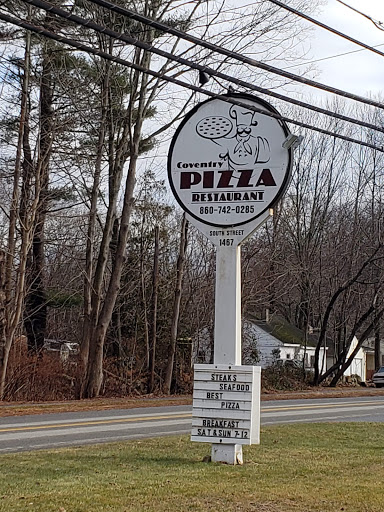 Coventry
PIZZA
RESTAURANT
860-742-0285
SOUTH STREET
1467
STEAKS
SEAFOOD
BEST
PIZZA
BREAKFAST
SAT & SUN 7-12